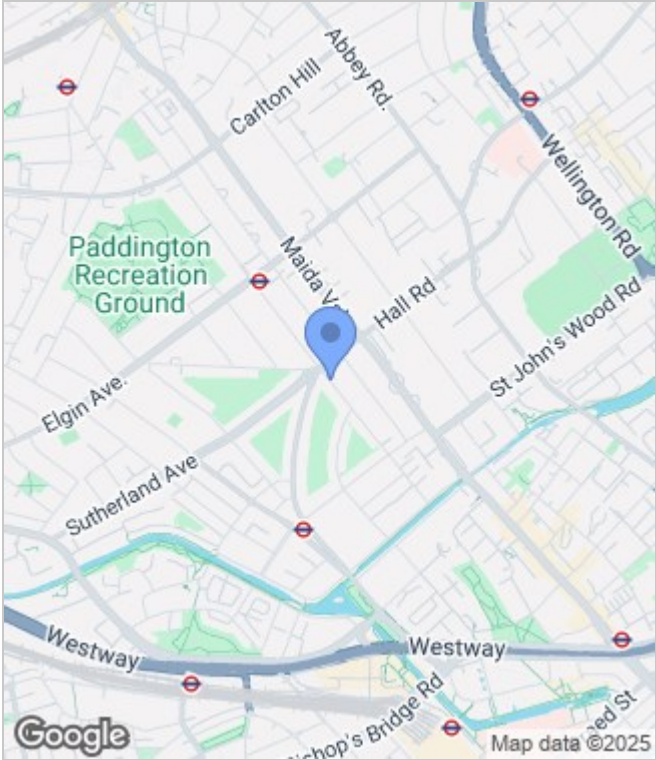 Abbey Rd.
Carlton Hill
Wellington Rd
Paddington
Recreation
Ground
Maida
Hall Rd
St John's Wood Rd
Elgin Ave.
Sutherland Ave
Westway
Westway
Bishop's Bridge Rd
St
Google
Map data ©2025